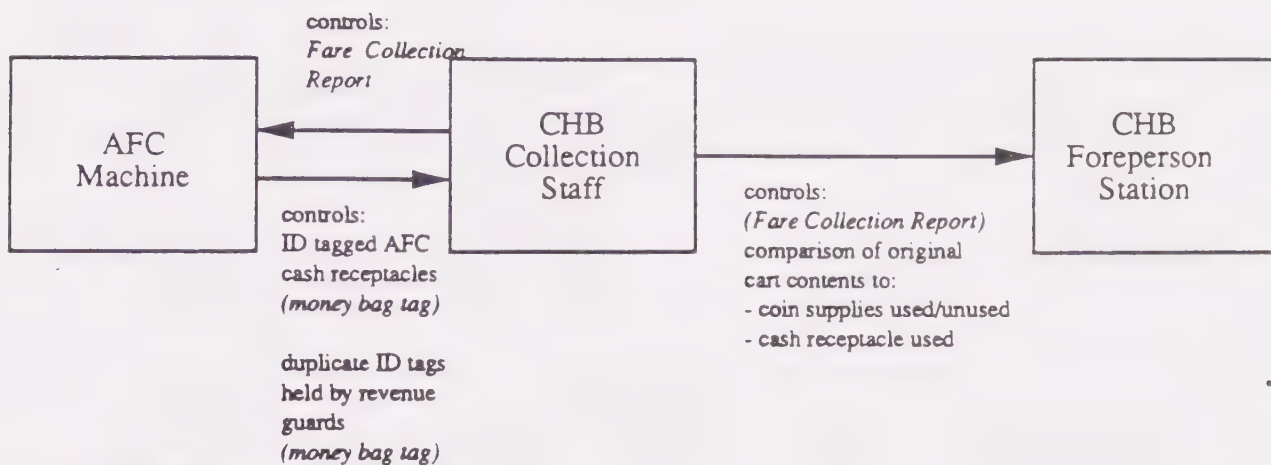 controls:
Fare Collection
Report
AFC
Machine
CHB
Collection
Staff
CHB
Foreperson
Station
controls:
ID tagged AFC
cash receptacles
(money bag tag)
duplicate ID tags
held by revenue
guards
(money bag tag)
controls:
(Fare Collection Report)
comparison of original
cart contents to:
- coin supplies used/unused
- cash receptacle used